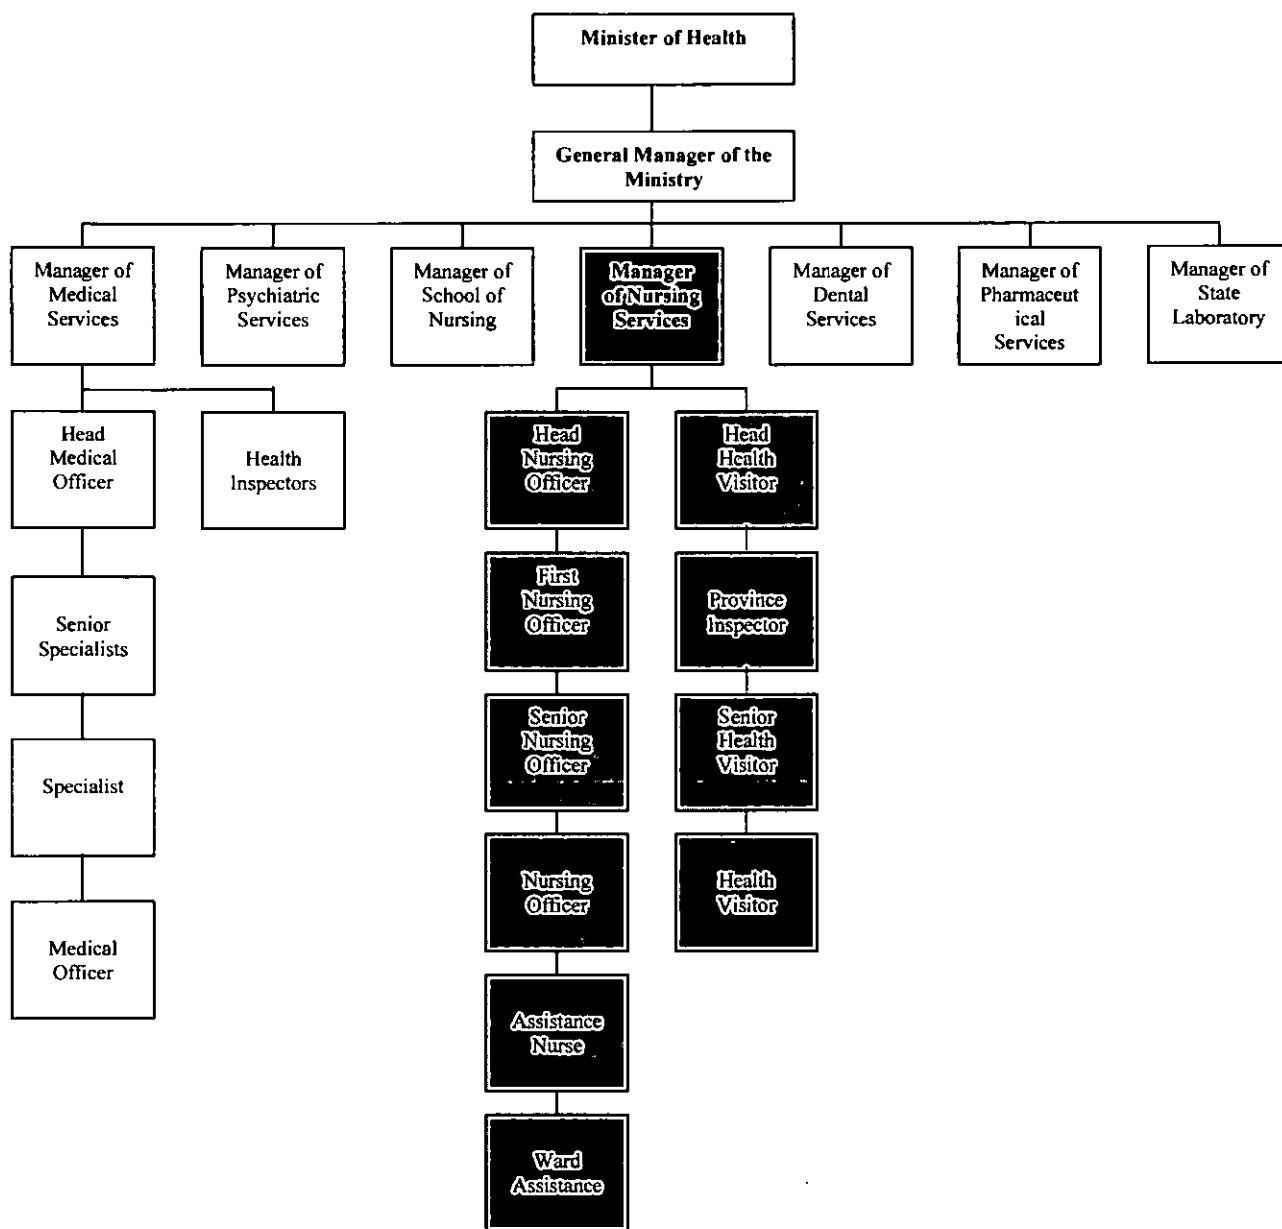 Minister of Health
General Manager of the
Ministry
Manager of
Medical
Services
Manager of
Psychiatric
Services
Manager of
School of
Nursing
Manager
of Nursing
Services
Manager of
Dental
Services
Manager of
Pharmaceut
ical
Services
Manager of
State
Laboratory
Head
Medical
Officer
Health
Inspectors
Head
Nursing
Officer
Head
Health
Visitor
Senior
Specialists
First
Nursing
Officer
Province
Inspector
Specialist
Senior
Nursing
Officer
Senior
Health
Visitor
Medical
Officer
Nursing
Officer
Health
Visitor
Assistance
Nurse
Ward
Assistance